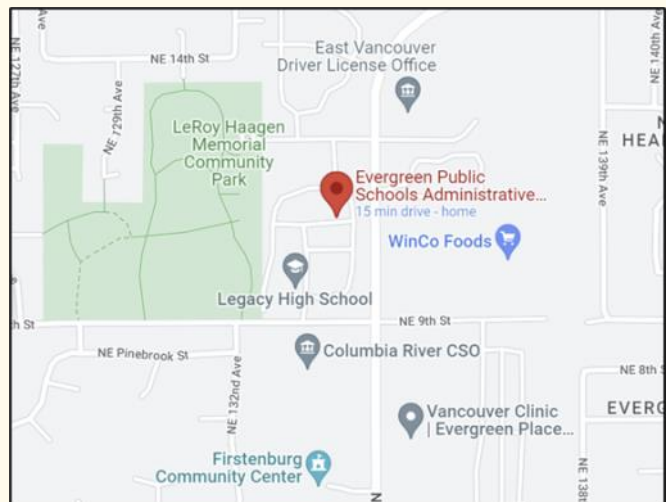 NE 127th Ave
Ave
NE 14th St
NE 129th Ave
East Vancouver
Driver License Office
NE 140th Ave
LeRoy Haagen
Memorial
Community
Park
NE 139th Ave
N
HEAL
Evergreen Public
Schools Administrative...
15 min drive - home
WinCo Foods
Legacy High School
th St
NE 9th St
NE Pinebrook St
NE 132nd Ave
Columbia River CSO
NE 8th S
EVERG
Vancouver Clinic
| Evergreen Place...
Firstenburg
Community Center
N
NE 138th